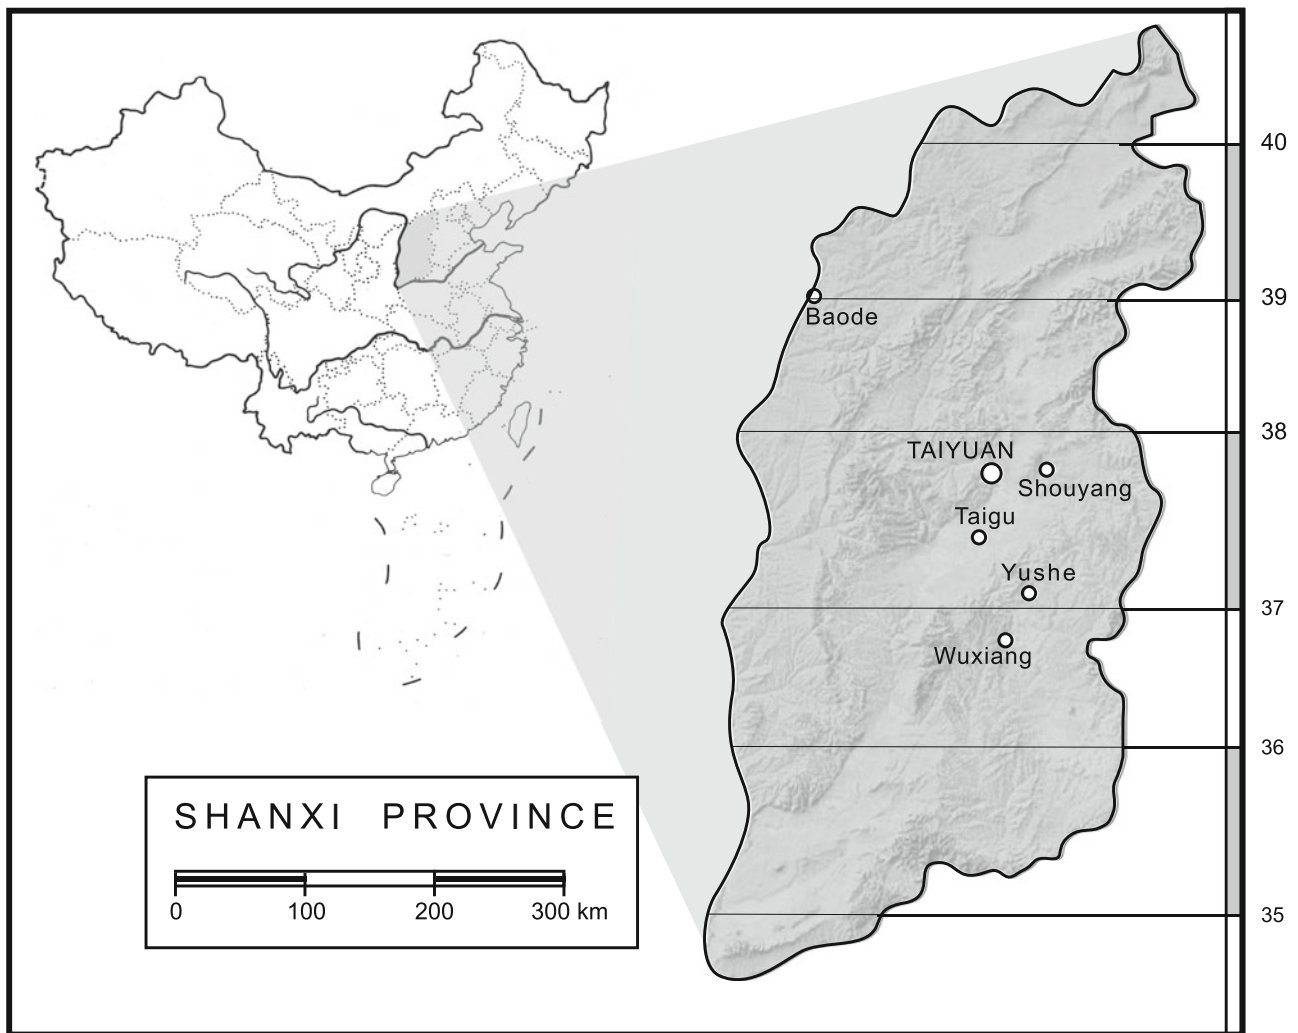 40
39
Baode
38
TAIYUAN
Shouyang
Taigu
Yushe
37
Wuxiang
36
SHANXI PROVINCE
0 100 200 300 km
35